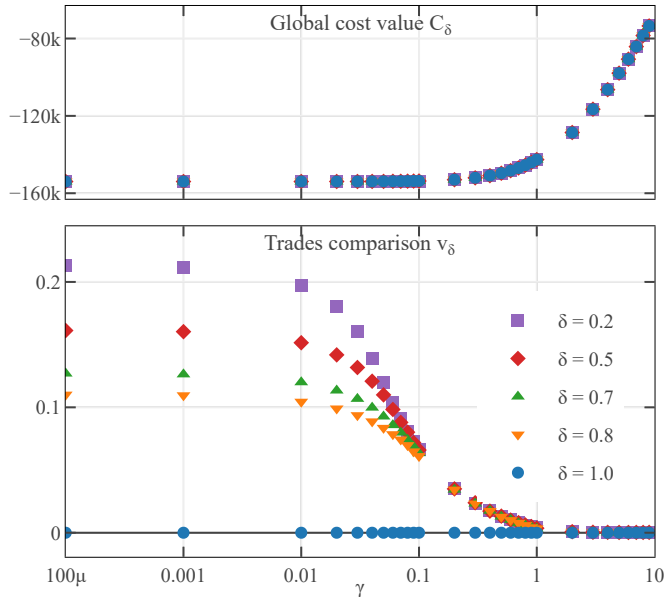 Global cost value C_δ
−80k
−120k
−160k
Trades comparison v_δ
0.2
0.1
0
δ = 0.2
δ = 0.5
δ = 0.7
δ = 0.8
δ = 1.0
100μ 0.001 0.01 0.1 1 10
γ